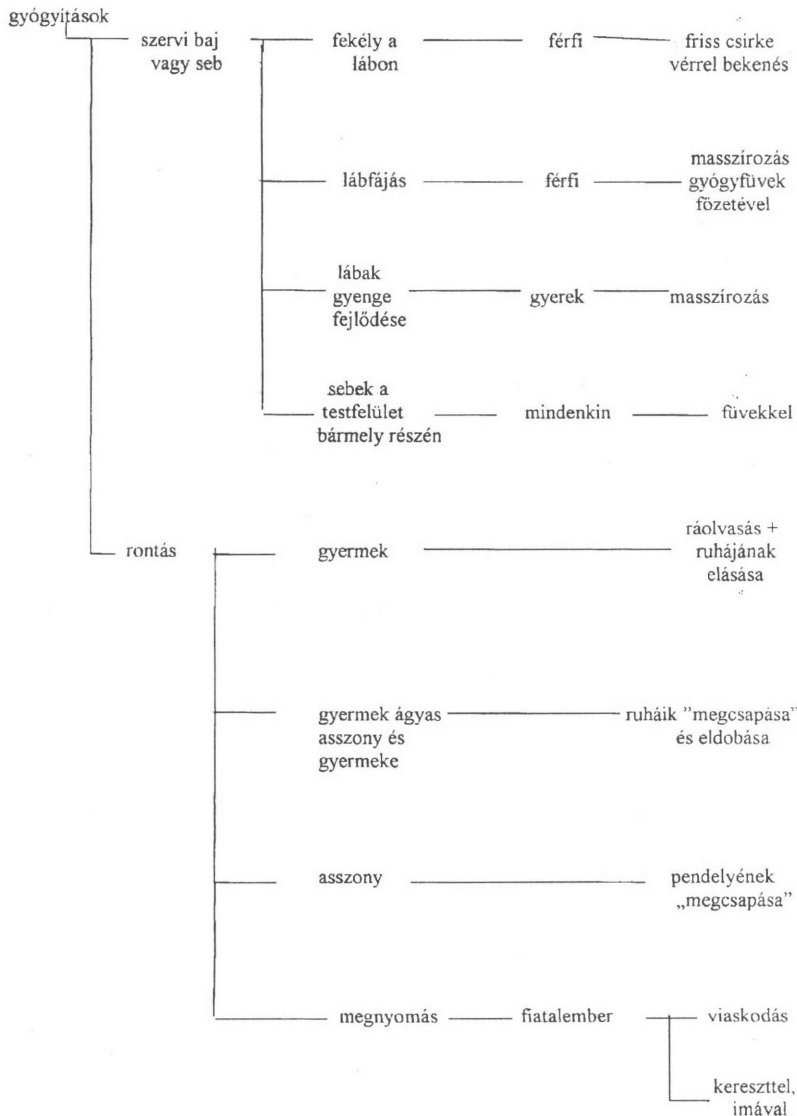 gyógyítások
szervi baj
vagy seb
fekély a
lábon
férfi
friss csirke
vérrel bekenés
lábfájás
férfi
masszírozás
gyógyfüvek
főzetével
lábak
gyenge
fejlődése
gyerek
masszírozás
sebek a
testfelület
bármely részén
mindenkin
füvekkel
rontás
gyermek
ráolvasás +
ruhájának
elásása
gyermek ágyas
asszony és
gyermeke
ruháik "megcsapása"
és eldobása
asszony
pendelyének
„megcsapása”
megnyomás
fiatalember
viaskodás
kereszttel,
imával